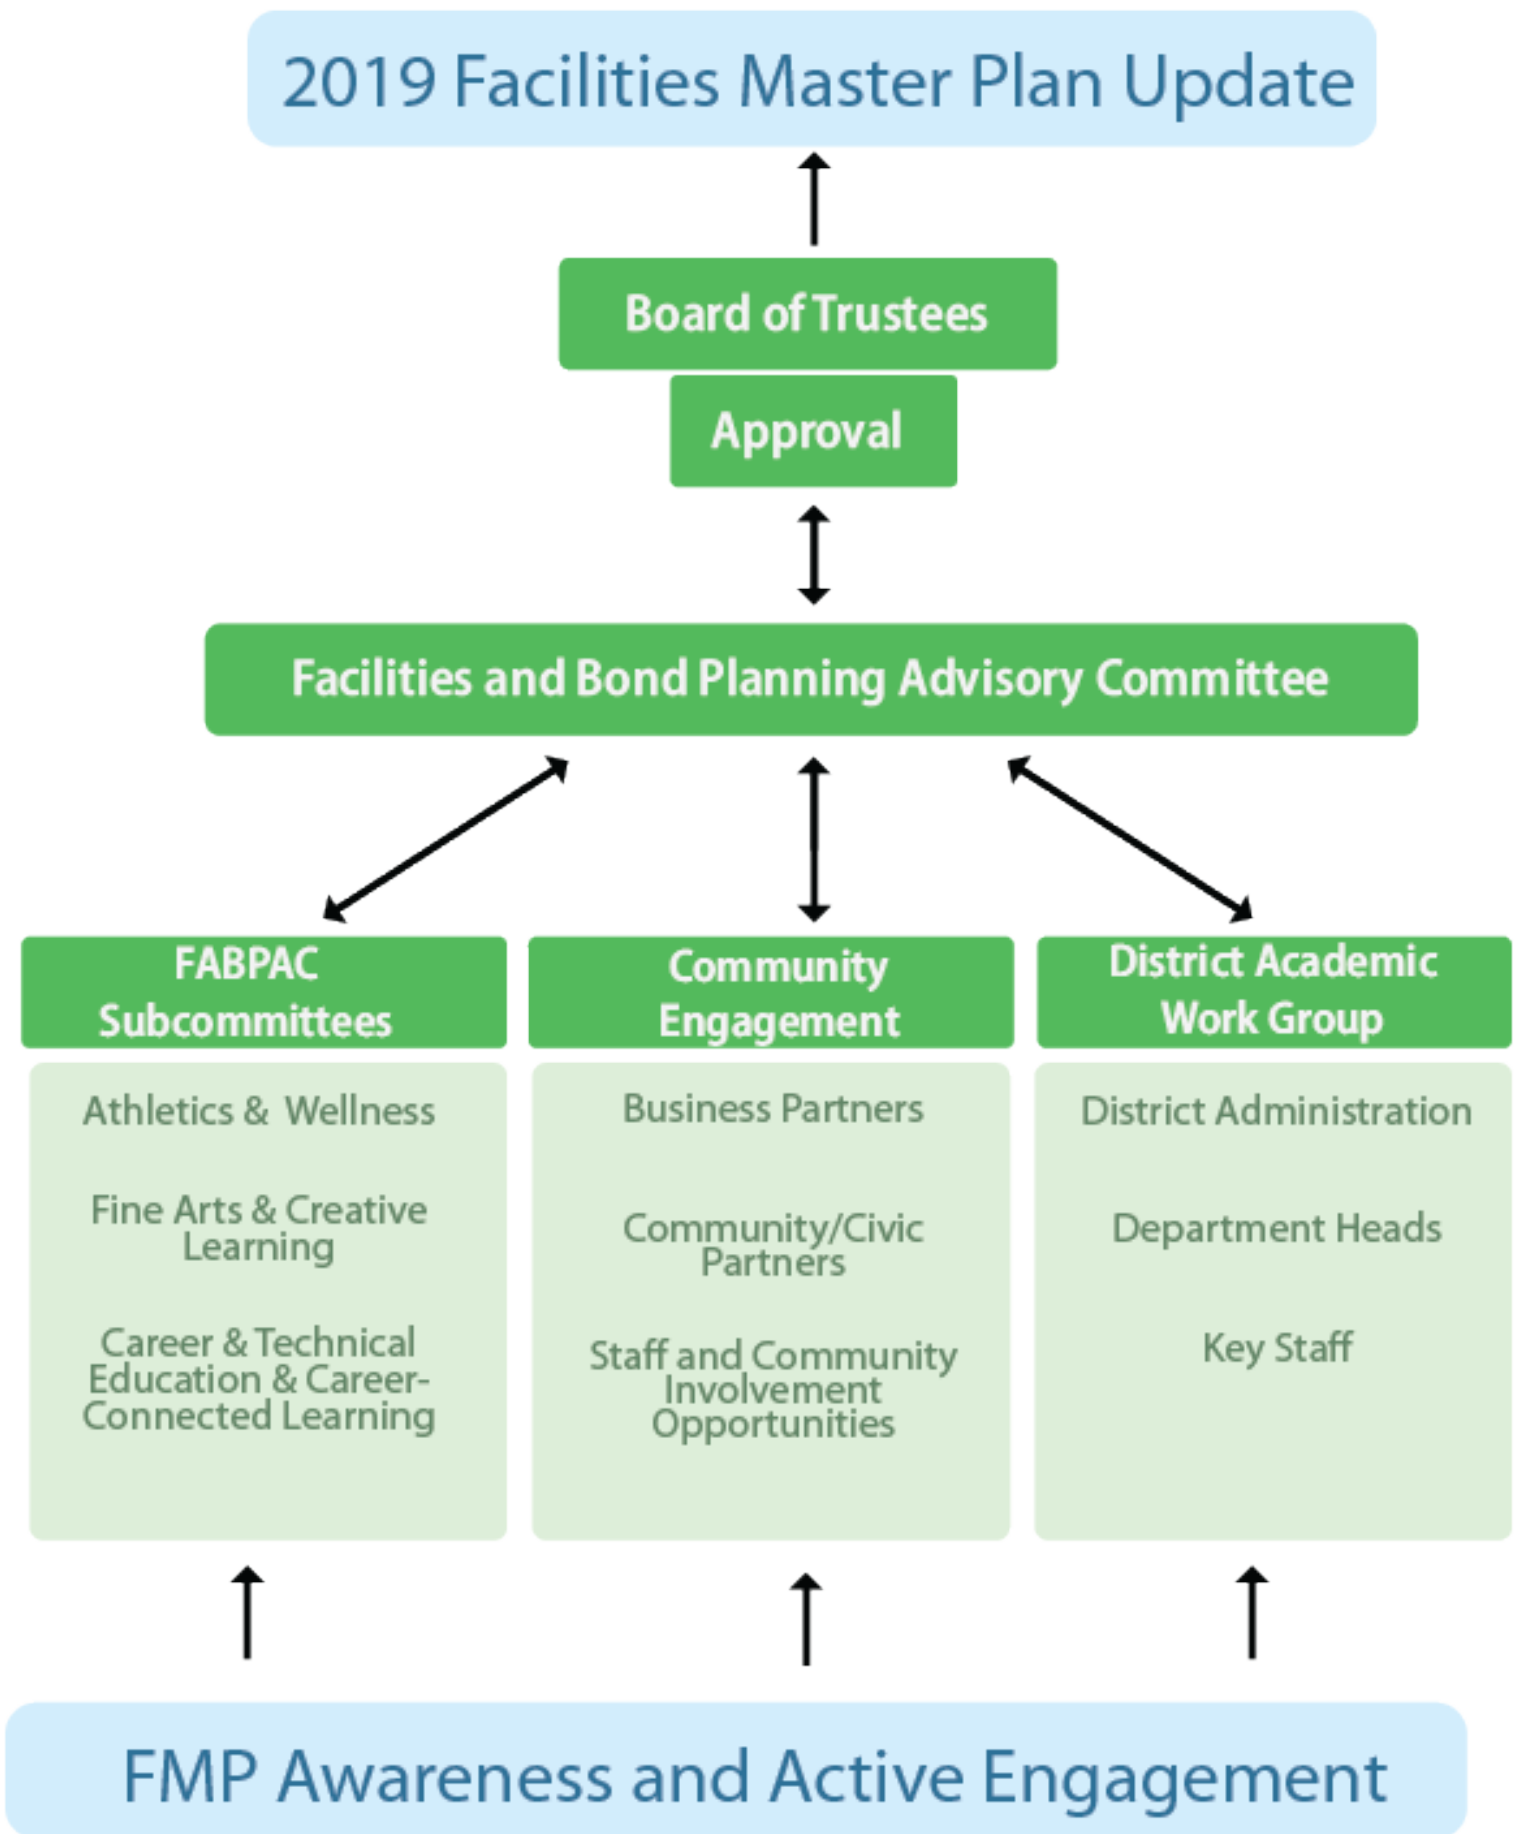 2019 Facilities Master Plan Update
Board of Trustees
Approval
Facilities and Bond Planning Advisory Committee
FABPAC
Subcommittees
Athletics & Wellness
Fine Arts & Creative
Learning
Career & Technical
Education & Career-
Connected Learning
Community
Engagement
Business Partners
Community/Civic
Partners
Staff and Community
Involvement
Opportunities
District Academic
Work Group
District Administration
Department Heads
Key Staff
FMP Awareness and Active Engagement